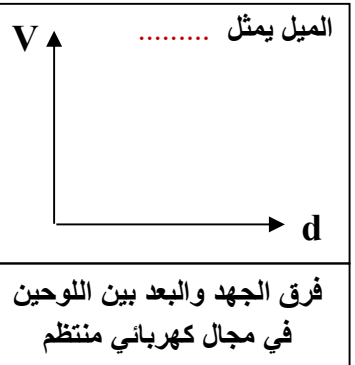 الميل يمثل .........
V
d
فرق الجهد والبعد بين اللوحين
في مجال كهربائي منتظم